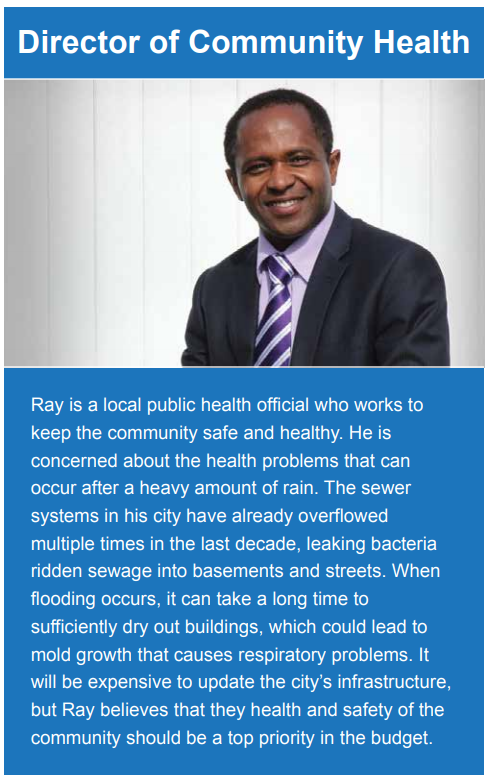 Director of Community Health
Ray is a local public health official who works to
keep the community safe and healthy. He is
concerned about the health problems that can
occur after a heavy amount of rain. The sewer
systems in his city have already overflowed
multiple times in the last decade, leaking bacteria
ridden sewage into basements and streets. When
flooding occurs, it can take a long time to
sufficiently dry out buildings, which could lead to
mold growth that causes respiratory problems. It
will be expensive to update the city’s infrastructure,
but Ray believes that they health and safety of the
community should be a top priority in the budget.